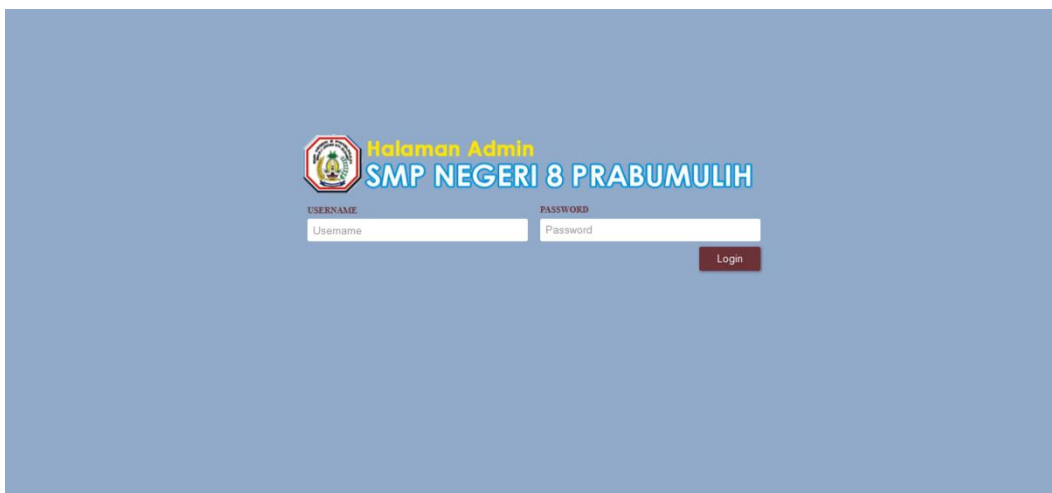 Halaman Admin
SMP NEGERI 8 PRABUMULIH
USERNAME PASSWORD
Username Password
Login